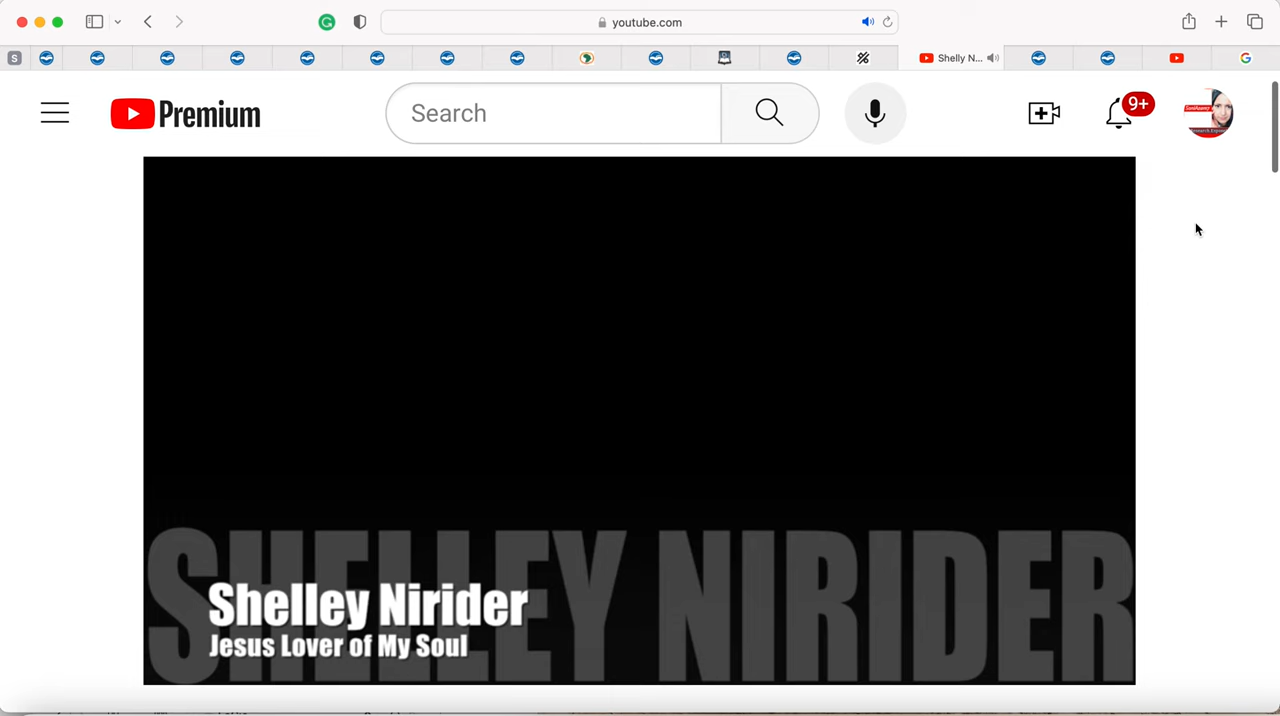 youtube.com
Shelly N...
Premium
Search
9+
SHELLEY NIRIDER
Shelley Nirider
Jesus Lover of My Soul